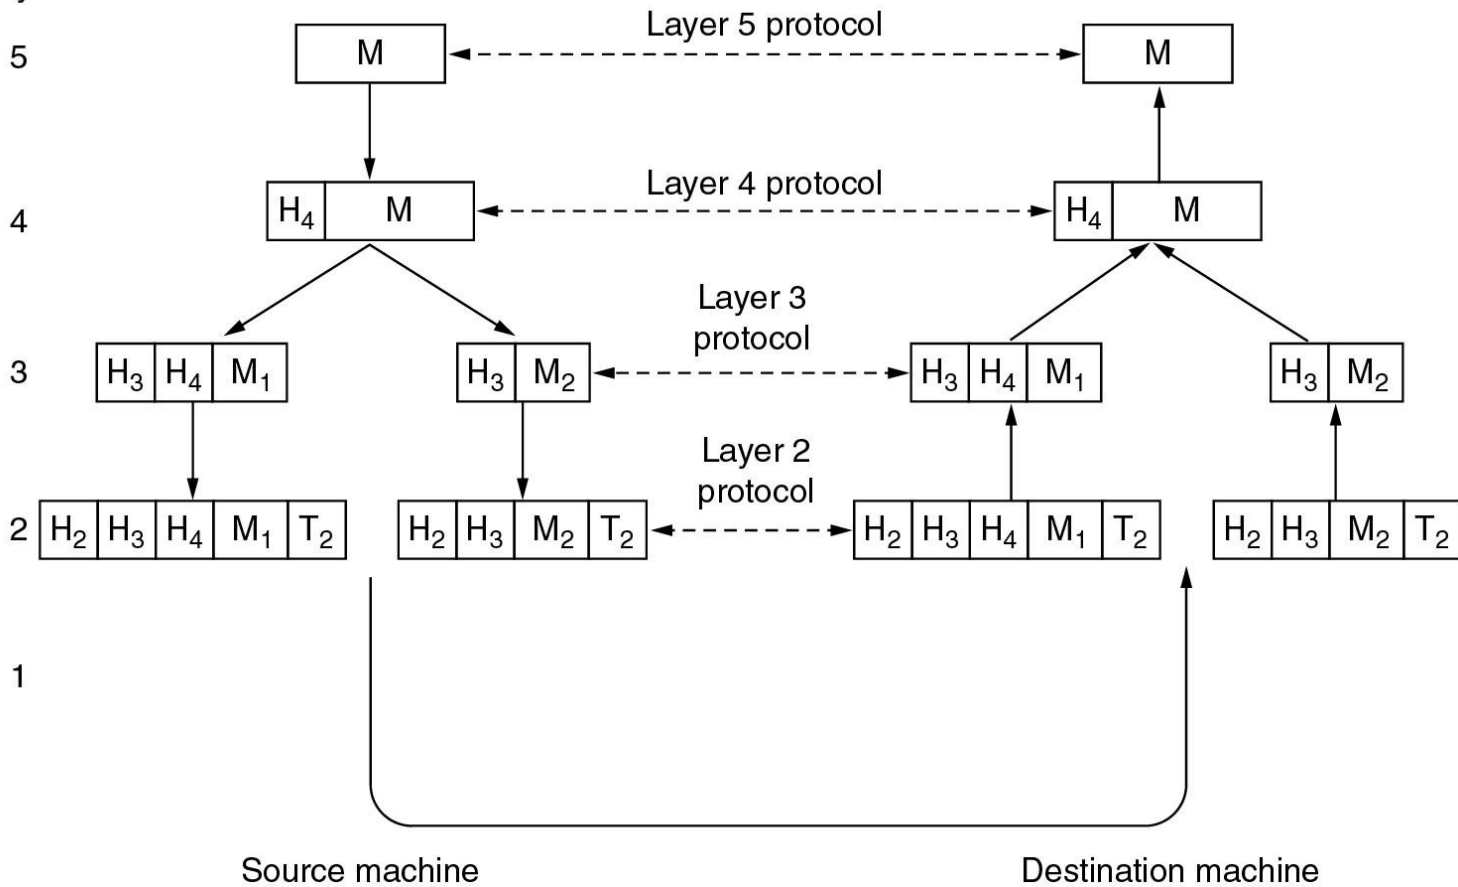 Layer 5 protocol
5 M M
Layer 4 protocol
4 H₄ M H₄ M
Layer 3
protocol
3 H₃ H₄ M₁ H₃ M₂ H₃ H₄ M₁ H₃ M₂
Layer 2
protocol
2 H₂ H₃ H₄ M₁ T₂ H₂ H₃ M₂ T₂ H₂ H₃ H₄ M₁ T₂ H₂ H₃ M₂ T₂
1
Source machine Destination machine